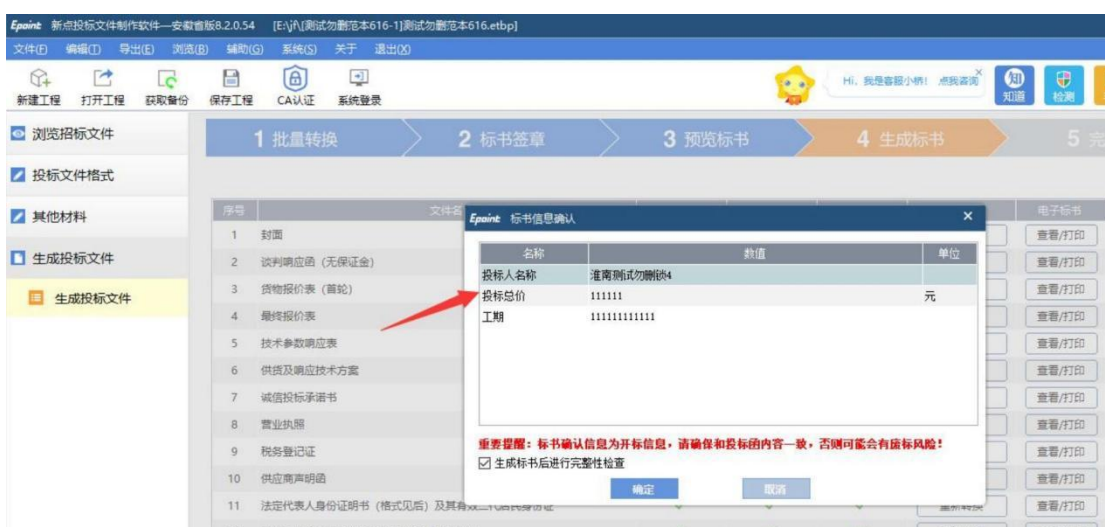 Epoint 新点投标文件制作软件—安徽省版8.2.0.54 [E:\jf\[测试勿删范本616-1]测试勿删范本616.etbp]
文件(F) 编辑(T) 导出(E) 浏览(B) 辅助(G) 系统(S) 关于 退出(X)
新建工程 打开工程 获取备份 保存工程 CA认证 系统登录
Hi，我是客服小桥！ 点我咨询
知
知道 检测
浏览招标文件
投标文件格式
其他材料
生成投标文件
生成投标文件
1 批量转换 2 标书签章 3 预览标书 4 生成标书 5 完
序号 文件名 电子标书
1 封面 查看/打印
2 谈判响应函（无保证金） 查看/打印
3 货物报价表（首轮） 查看/打印
4 最终报价表 查看/打印
5 技术参数响应表 查看/打印
6 供货及响应技术方案 查看/打印
7 诚信投标承诺书 查看/打印
8 营业执照 查看/打印
9 税务登记证 查看/打印
10 供应商声明函 查看/打印
11 法定代表人身份证明书（格式见后）及其有效二代居民身份证 重新转换 查看/打印
Epoint 标书信息确认
名称 数值 单位
投标人名称 淮南测试勿删锁4
投标总价 111111 元
工期 111111111111
重要提醒：标书确认信息为开标信息，请确保和投标函内容一致，否则可能会有废标风险！
生成标书后进行完整性检查
确定 取消